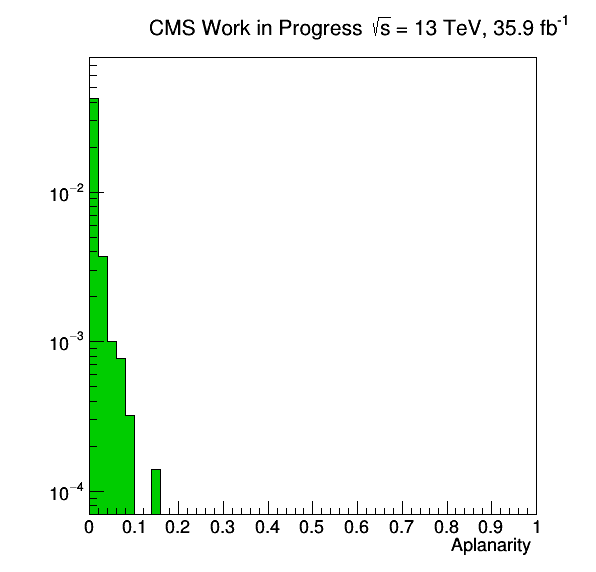 CMS Work in Progress √s = 13 TeV, 35.9 fb⁻¹
10⁻²
10⁻³
10⁻⁴
0 0.1 0.2 0.3 0.4 0.5 0.6 0.7 0.8 0.9 1
Aplanarity